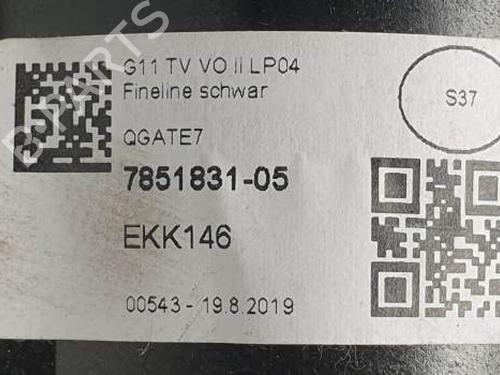 G11 TV VO II LP04
Fineline schwar
S37
QGATE7
7851831-05
EKK146
00543 - 19.8.2019
B-PARTS